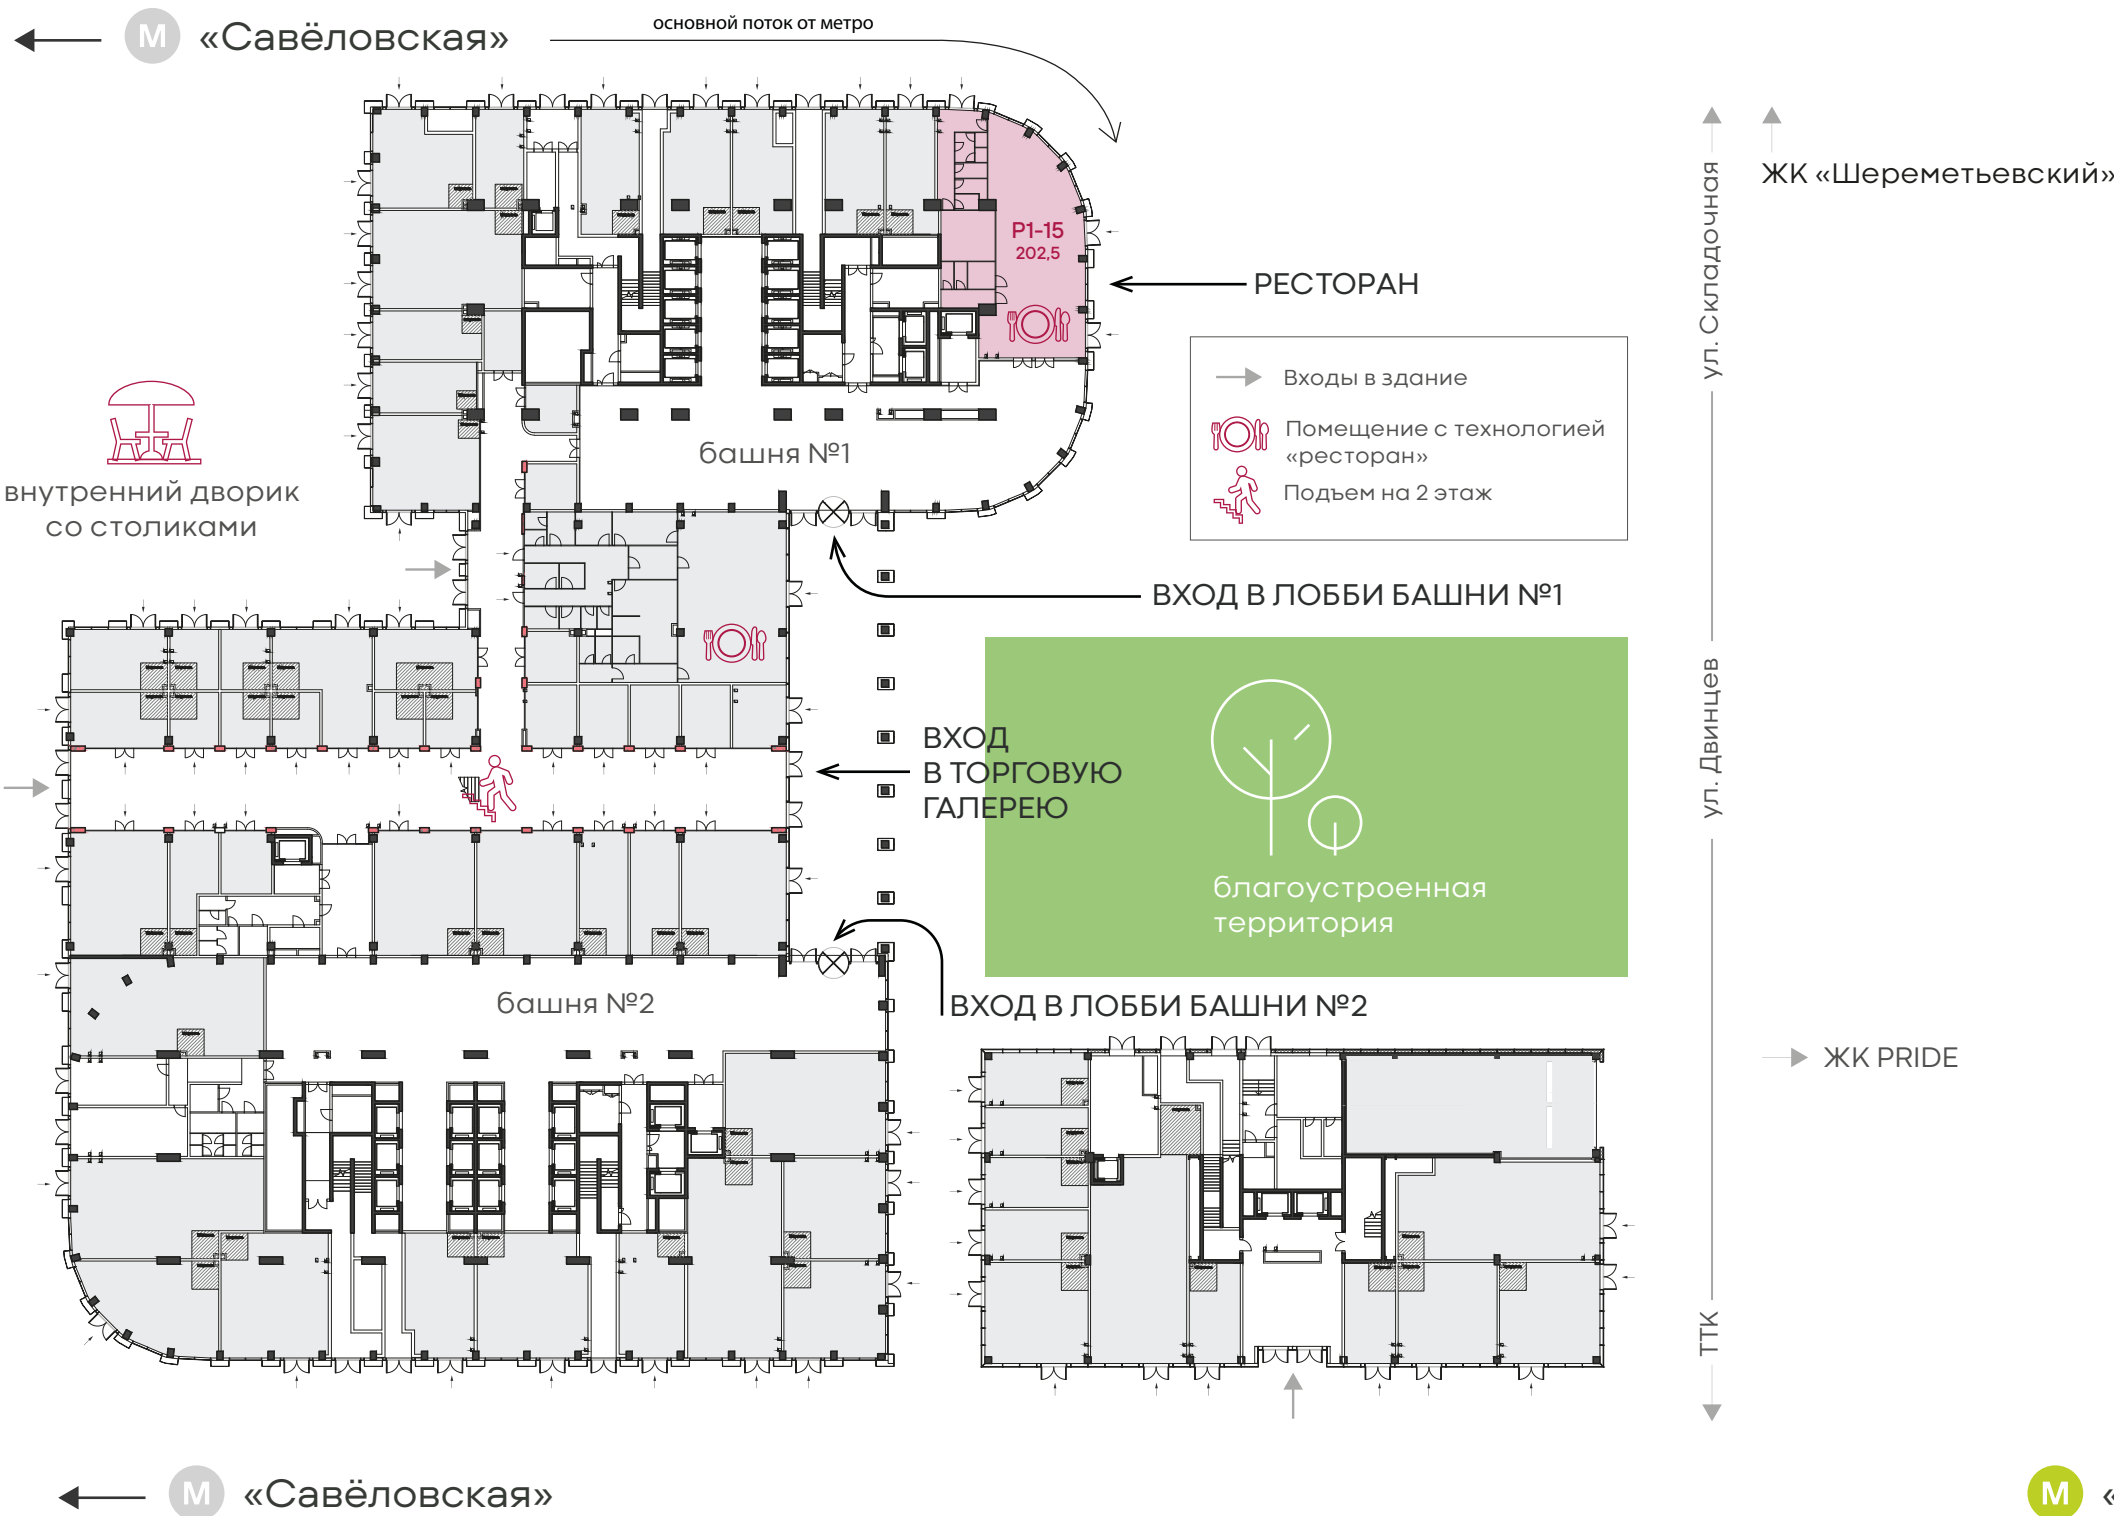 М «Савёловская»
основной поток от метро
ул. Складочная
ЖК «Шереметьевский»
P1-15
202,5
РЕСТОРАН
Входы в здание
Помещение с технологией
«ресторан»
Подъем на 2 этаж
башня №1
внутренний дворик
со столиками
ВХОД В ЛОББИ БАШНИ №1
ул. Двинцев
ВХОД
В ТОРГОВУЮ
ГАЛЕРЕЮ
благоустроенная
территория
башня №2
ВХОД В ЛОББИ БАШНИ №2
ЖК PRIDE
ТТК
М «Савёловская»
М «